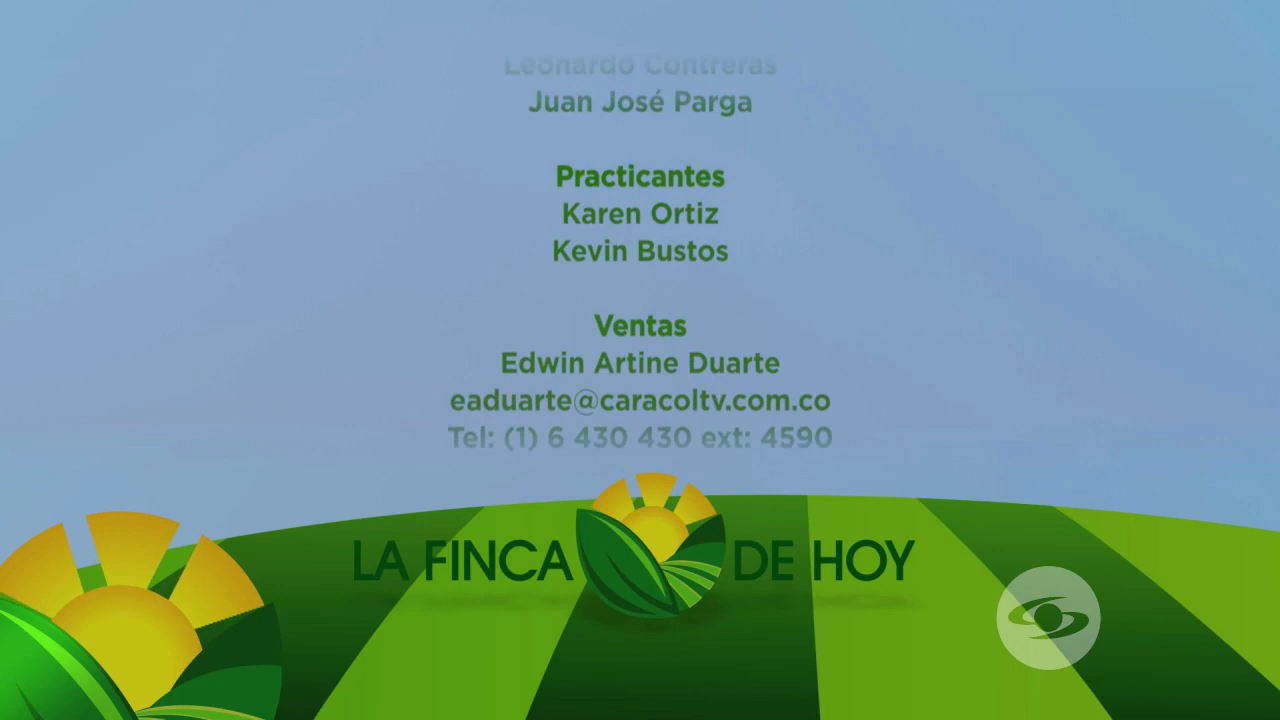 Leonardo Contreras
Juan José Parga
Practicantes
Karen Ortiz
Kevin Bustos
Ventas
Edwin Artine Duarte
eaduarte@caracoltv.com.co
Tel: (1) 6 430 430 ext: 4590
LA FINCA DE HOY